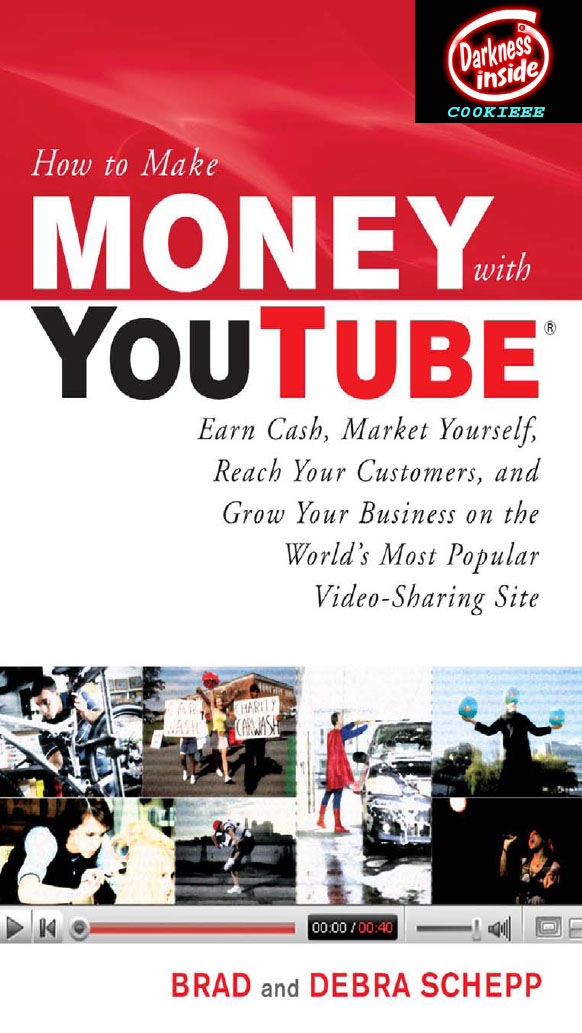 Darkness
inside
COOKIEEE
How to Make
MONEY with
YOUTUBE®
Earn Cash, Market Yourself,
Reach Your Customers, and
Grow Your Business on the
World's Most Popular
Video-Sharing Site
CAR
WASH
CHARITY
CARWASH
00:00 / 00:40
BRAD and DEBRA SCHEPP